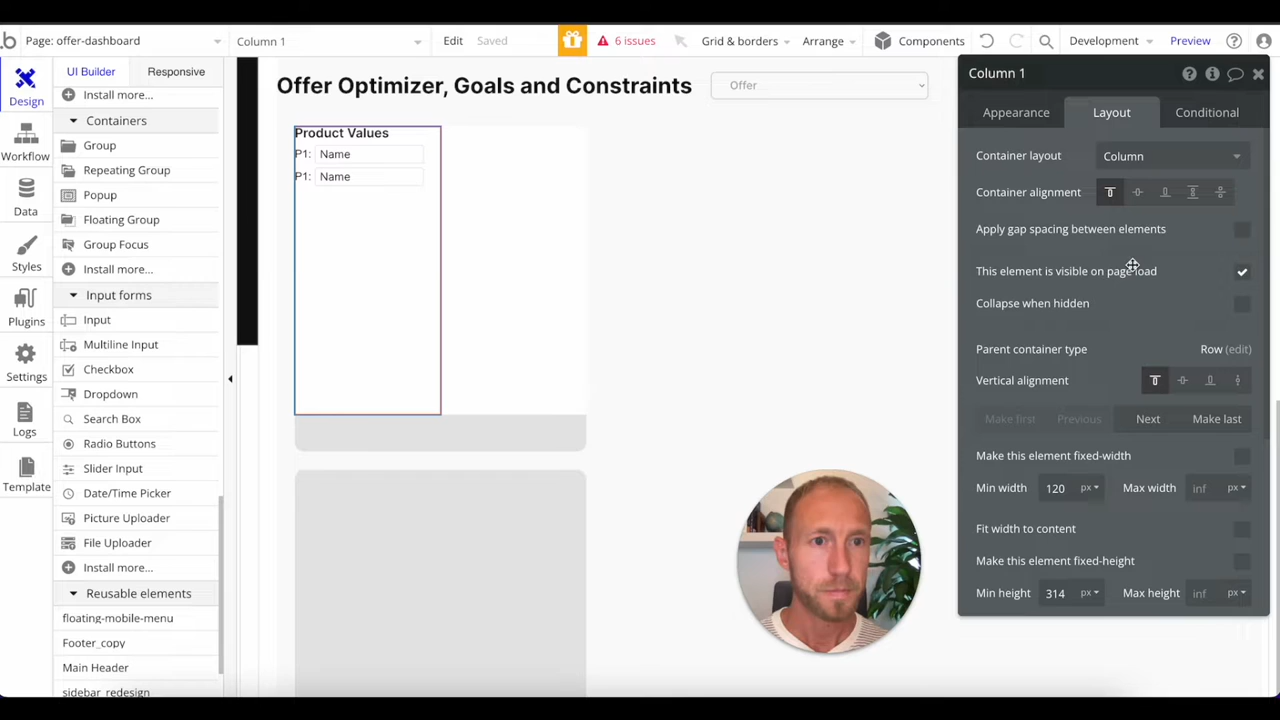 Page: offer-dashboard
Column 1
Edit
Saved
6 issues
Grid & borders
Arrange
Components
Development
Preview
UI Builder
Responsive
Design
Workflow
Data
Styles
Plugins
Settings
Logs
Template
Install more...
Containers
Group
Repeating Group
Popup
Floating Group
Group Focus
Install more...
Input forms
Input
Multiline Input
Checkbox
Dropdown
Search Box
Radio Buttons
Slider Input
Date/Time Picker
Picture Uploader
File Uploader
Install more...
Reusable elements
floating-mobile-menu
Footer_copy
Main Header
sidebar_redesign
Offer Optimizer, Goals and Constraints
Offer
Product Values
P1: Name
P1: Name
Column 1
Appearance
Layout
Conditional
Container layout
Column
Container alignment
Apply gap spacing between elements
This element is visible on page load
Collapse when hidden
Parent container type
Row (edit)
Vertical alignment
Make first
Previous
Next
Make last
Make this element fixed-width
Min width 120 px
Max width inf px
Fit width to content
Make this element fixed-height
Min height 314 px
Max height inf px